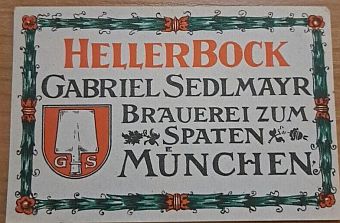 HELLERBOCK
GABRIEL SEDLMAYR
BRAUEREI ZUM
SPATEN
MÜNCHEN
G S